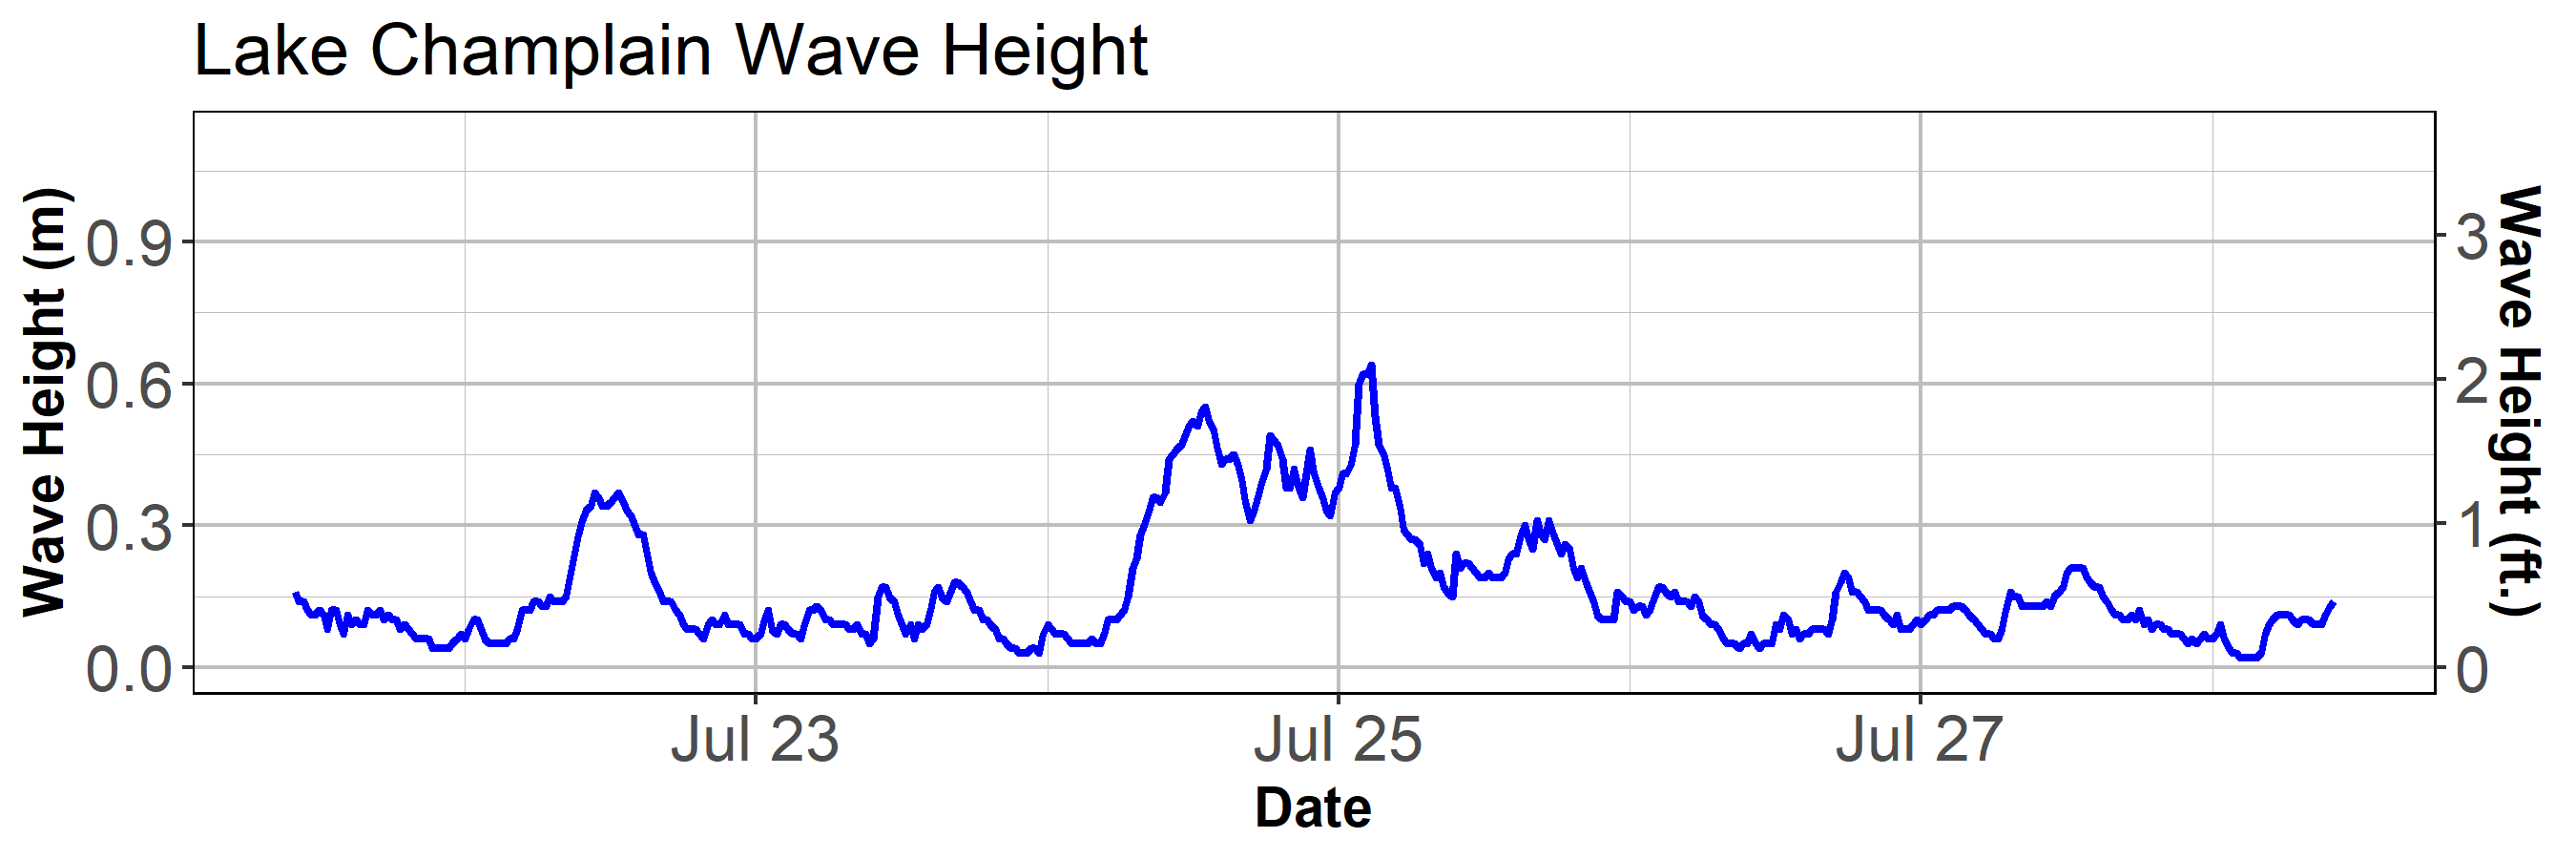 Lake Champlain Wave Height
Wave Height (m)
0.9
0.6
0.3
0.0
3
2
1
0
Wave Height (ft.)
Jul 23
Jul 25
Jul 27
Date